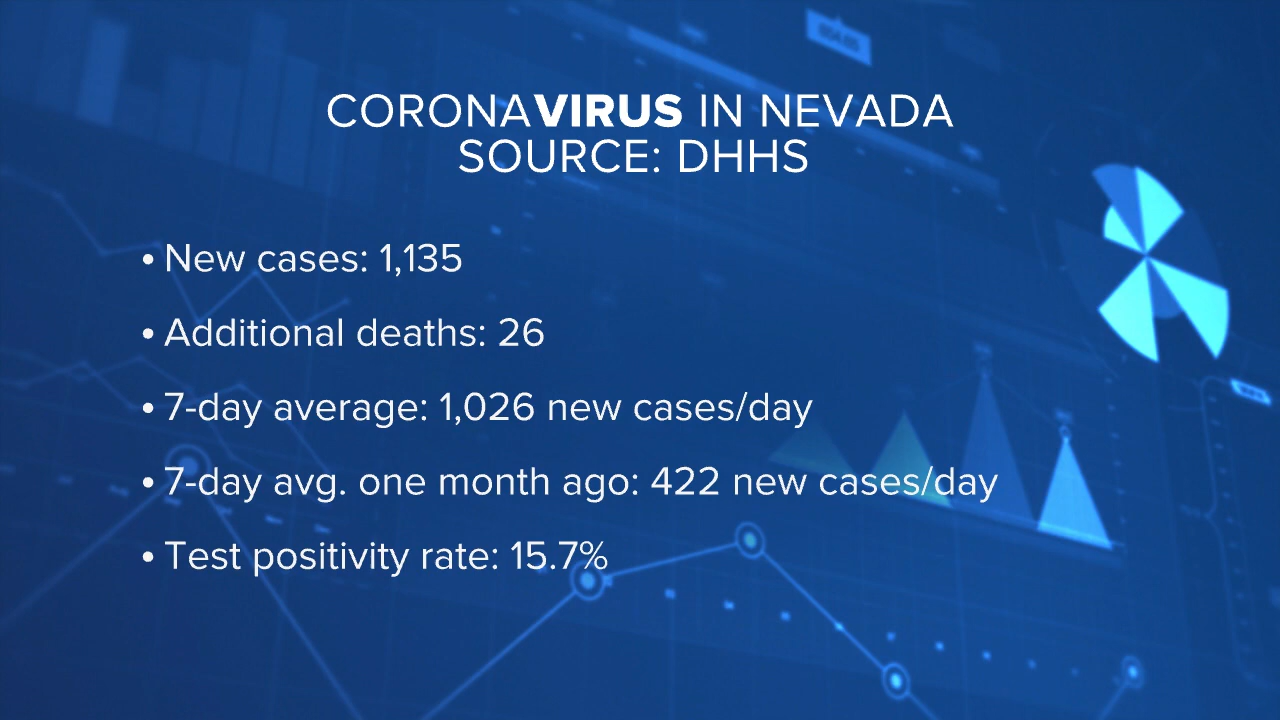 CORONAVIRUS IN NEVADA
SOURCE: DHHS
• New cases: 1,135
• Additional deaths: 26
• 7-day average: 1,026 new cases/day
• 7-day avg. one month ago: 422 new cases/day
• Test positivity rate: 15.7%